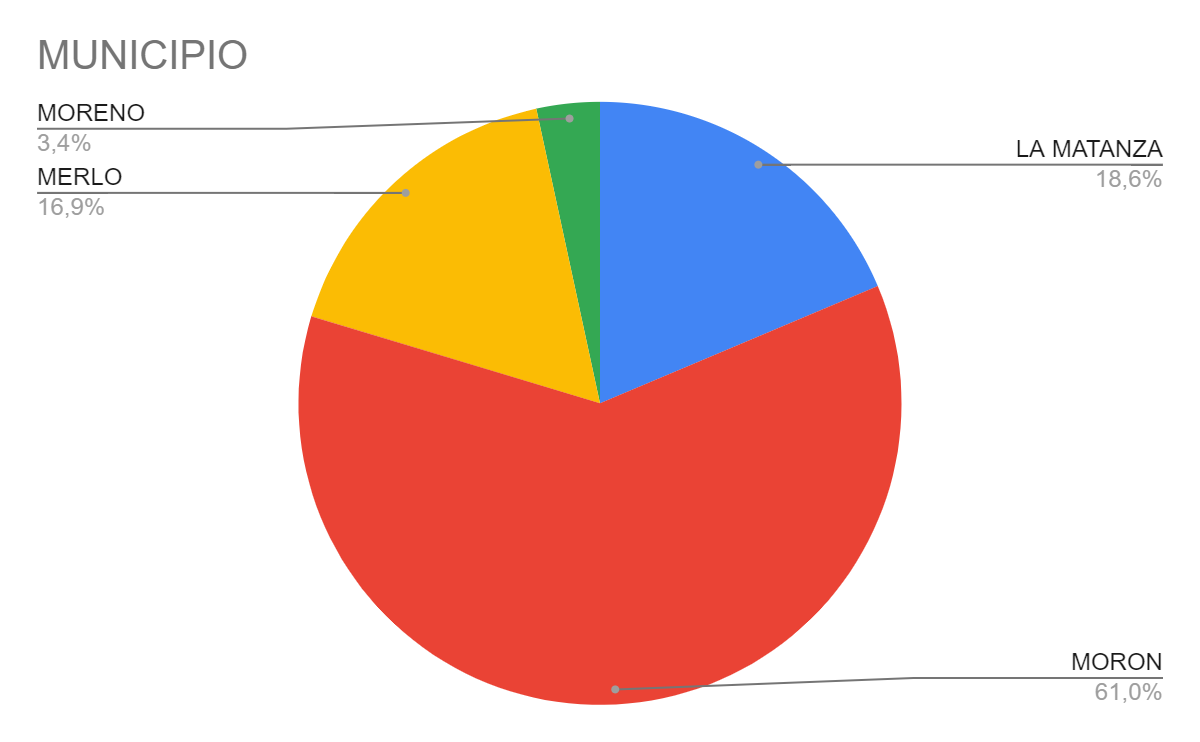 MUNICIPIO
MORENO
3,4%
MERLO
16,9%
LA MATANZA
18,6%
MORON
61,0%